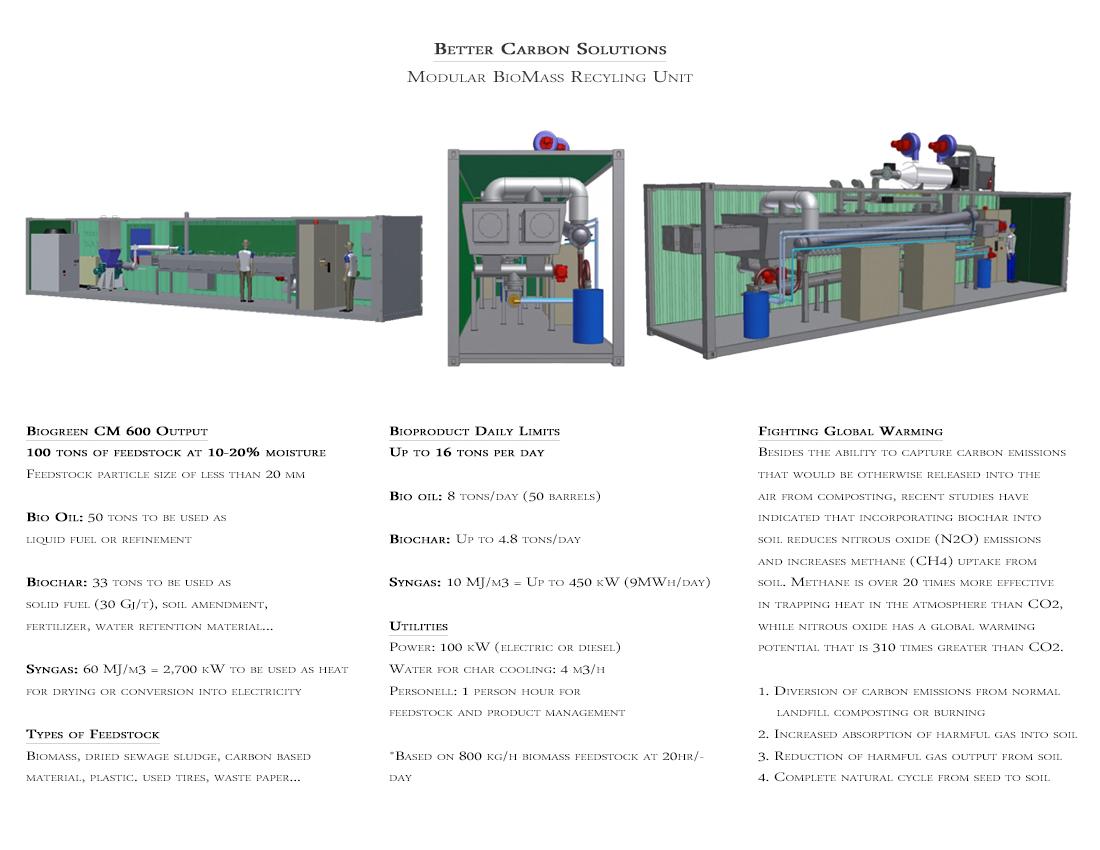 Better Carbon Solutions
Modular BioMass Recyling Unit
Biogreen CM 600 Output
100 tons of feedstock at 10-20% moisture
Feedstock particle size of less than 20 mm
Bio Oil: 50 tons to be used as
liquid fuel or refinement
Biochar: 33 tons to be used as
solid fuel (30 Gj/t), soil amendment,
fertilizer, water retention material...
Syngas: 60 MJ/m3 = 2,700 kW to be used as heat
for drying or conversion into electricity
Types of Feedstock
Biomass, dried sewage sludge, carbon based
material, plastic. used tires, waste paper...
Bioproduct Daily Limits
Up to 16 tons per day
Bio oil: 8 tons/day (50 barrels)
Biochar: Up to 4.8 tons/day
Syngas: 10 MJ/m3 = Up to 450 kW (9MWh/day)
Utilities
Power: 100 kW (electric or diesel)
Water for char cooling: 4 m3/h
Personell: 1 person hour for
feedstock and product management
*Based on 800 kg/h biomass feedstock at 20hr/-
day
Fighting Global Warming
Besides the ability to capture carbon emissions
that would be otherwise released into the
air from composting, recent studies have
indicated that incorporating biochar into
soil reduces nitrous oxide (N2O) emissions
and increases methane (CH4) uptake from
soil. Methane is over 20 times more effective
in trapping heat in the atmosphere than CO2,
while nitrous oxide has a global warming
potential that is 310 times greater than CO2.
1. Diversion of carbon emissions from normal
landfill composting or burning
2. Increased absorption of harmful gas into soil
3. Reduction of harmful gas output from soil
4. Complete natural cycle from seed to soil